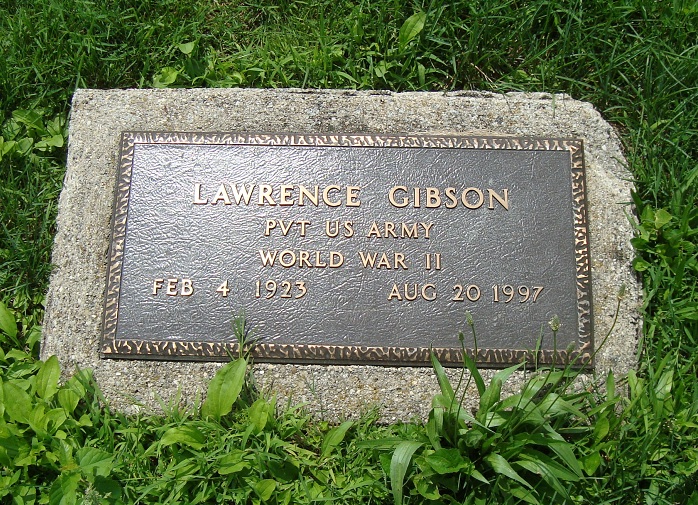 LAWRENCE GIBSON
PVT US ARMY
WORLD WAR II
FEB 4 1923 AUG 20 1997